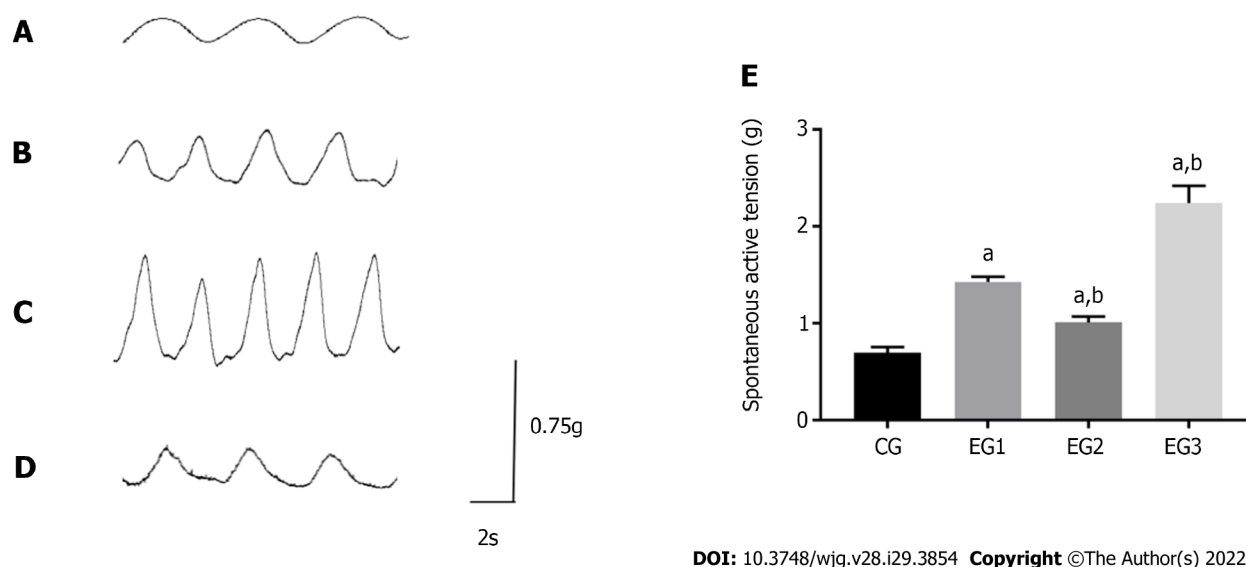 A
B
C
D
0.75g
2s
E
Spontaneous active tension (g)
3
2
1
0
a
a,b
a,b
CG EG1 EG2 EG3
DOI: 10.3748/wjg.v28.i29.3854 Copyright ©The Author(s) 2022